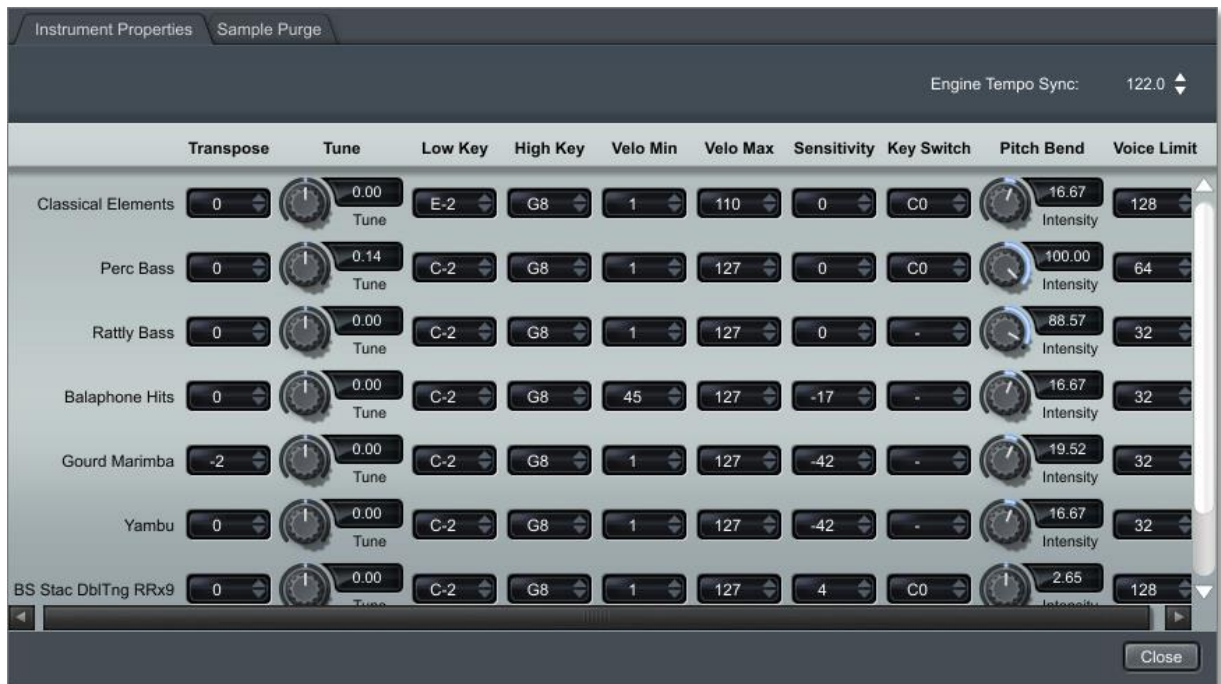 Instrument Properties Sample Purge
Engine Tempo Sync: 122.0
Transpose Tune Low Key High Key Velo Min Velo Max Sensitivity Key Switch Pitch Bend Voice Limit
Classical Elements 0 0.00 E-2 G8 1 110 0 C0 16.67 128
Tune Intensity
Perc Bass 0 0.14 C-2 G8 1 127 0 C0 100.00 64
Tune Intensity
Rattly Bass 0 0.00 C-2 G8 1 127 0 - 88.57 32
Tune Intensity
Balaphone Hits 0 0.00 C-2 G8 45 127 -17 - 16.67 32
Tune Intensity
Gourd Marimba -2 0.00 C-2 G8 1 127 -42 - 19.52 32
Tune Intensity
Yambu 0 0.00 C-2 G8 1 127 -42 - 16.67 32
Tune Intensity
BS Stac DblTng RRx9 0 0.00 C-2 G8 1 127 4 C0 2.65 128
Tune Intensity
Close